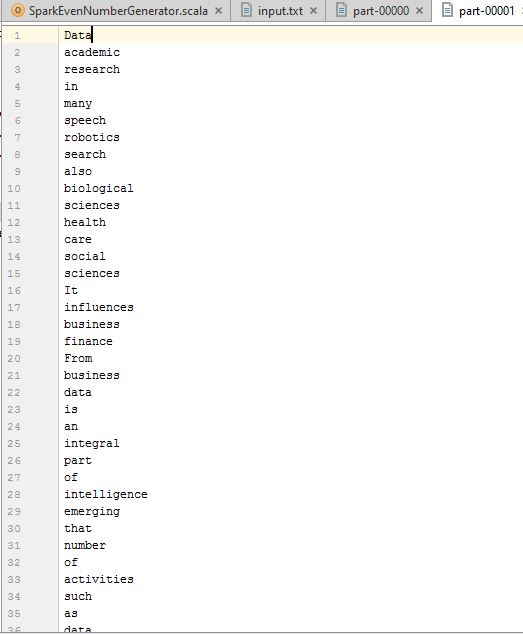 SparkEvenNumberGenerator.scala × input.txt × part-00000 × part-00001
1 Data
2 academic
3 research
4 in
5 many
6 speech
7 robotics
8 search
9 also
10 biological
11 sciences
12 health
13 care
14 social
15 sciences
16 It
17 influences
18 business
19 finance
20 From
21 business
22 data
23 is
24 an
25 integral
26 part
27 of
28 intelligence
29 emerging
30 that
31 number
32 of
33 activities
34 such
35 as
36 data